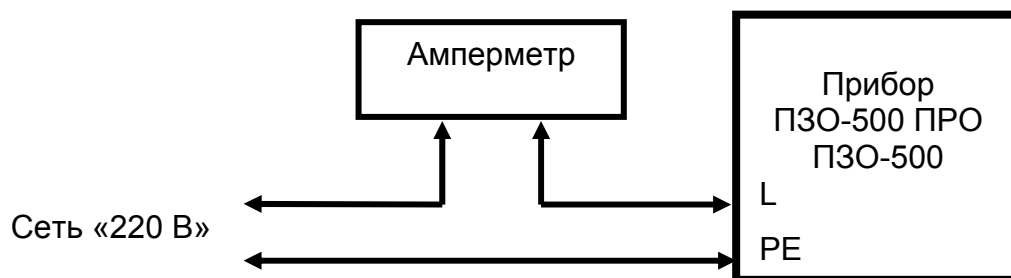 Амперметр
Прибор
ПЗО-500 ПРО
ПЗО-500
L
Сеть «220 В»
PE